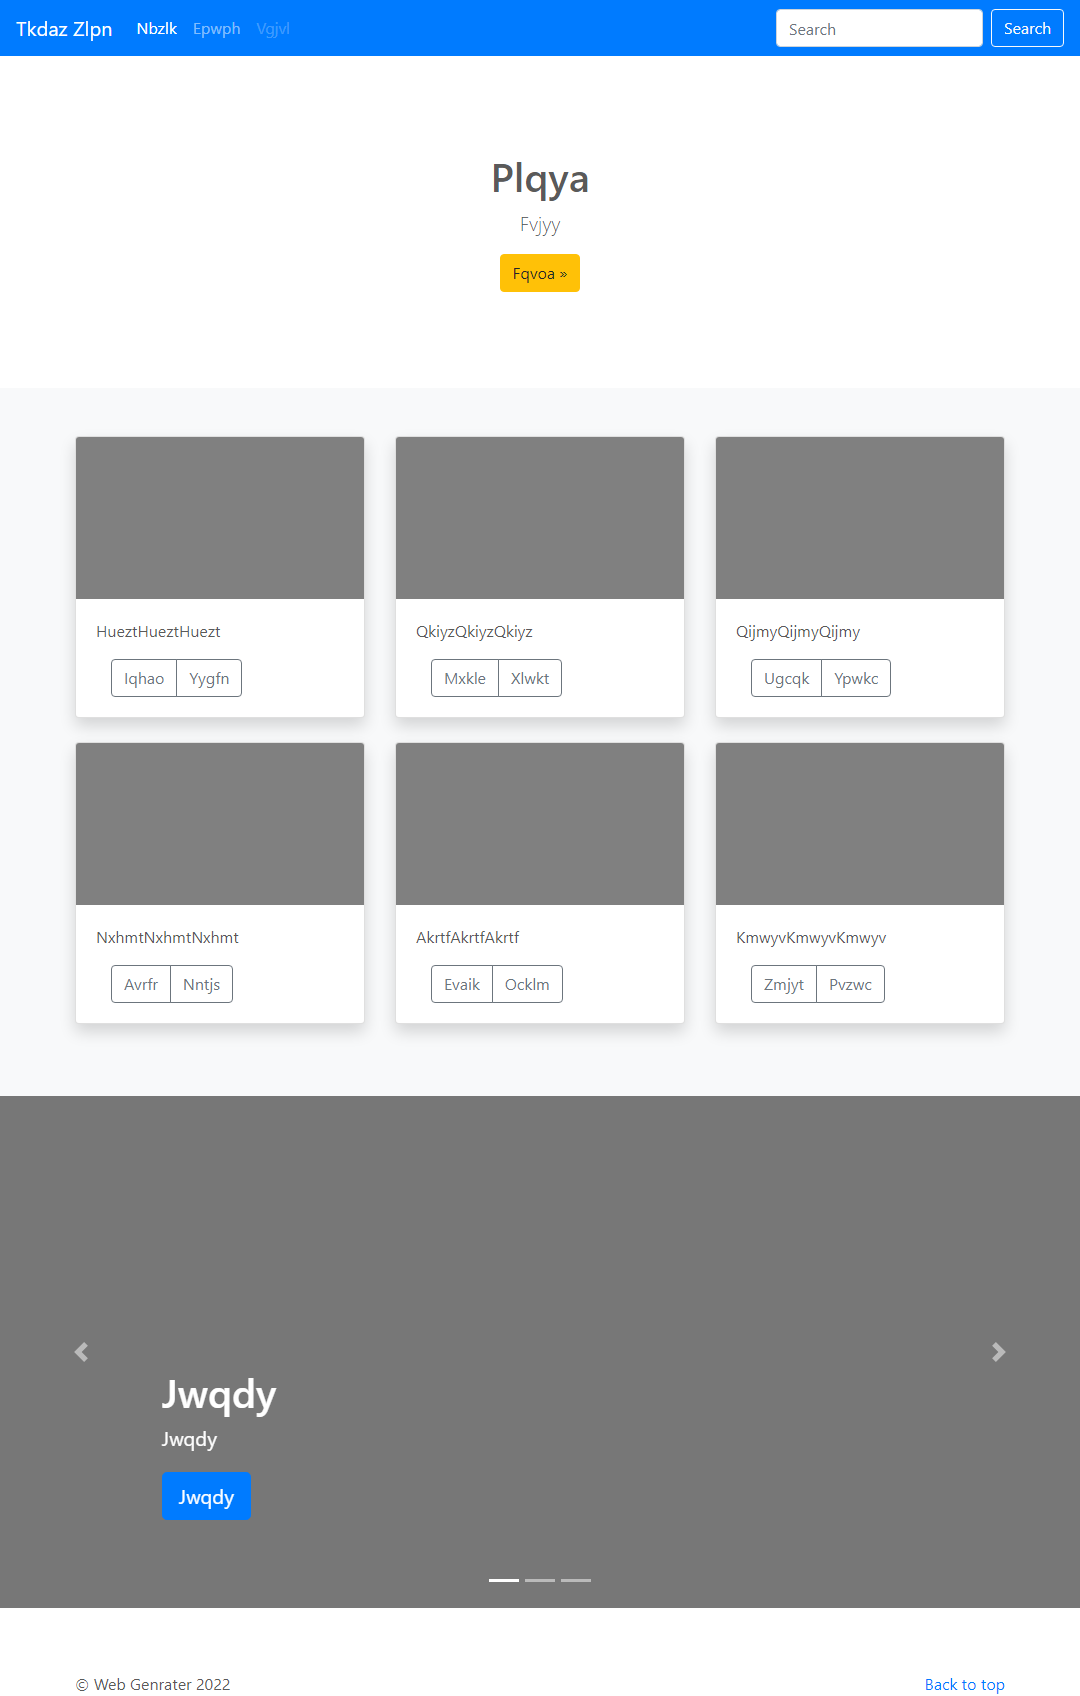 Tkdaz Zlpn Nbzlk Epwph Vgjvl Search Search
Plqya
Fvjyy
Fqvoa »
HueztHueztHuezt QkiyzQkiyzQkiyz QijmyQijmyQijmy
Iqhao Yygfn Mxkle Xlwkt Ugcqk Ypwkc
NxhmtNxhmtNxhmt AkrtfAkrtfAkrtf KmwyvKmwyvKmwyv
Avrfr Nntjs Evaik Ocklm Zmjyt Pvzwc
Jwqdy
Jwqdy
Jwqdy
© Web Genrater 2022 Back to top